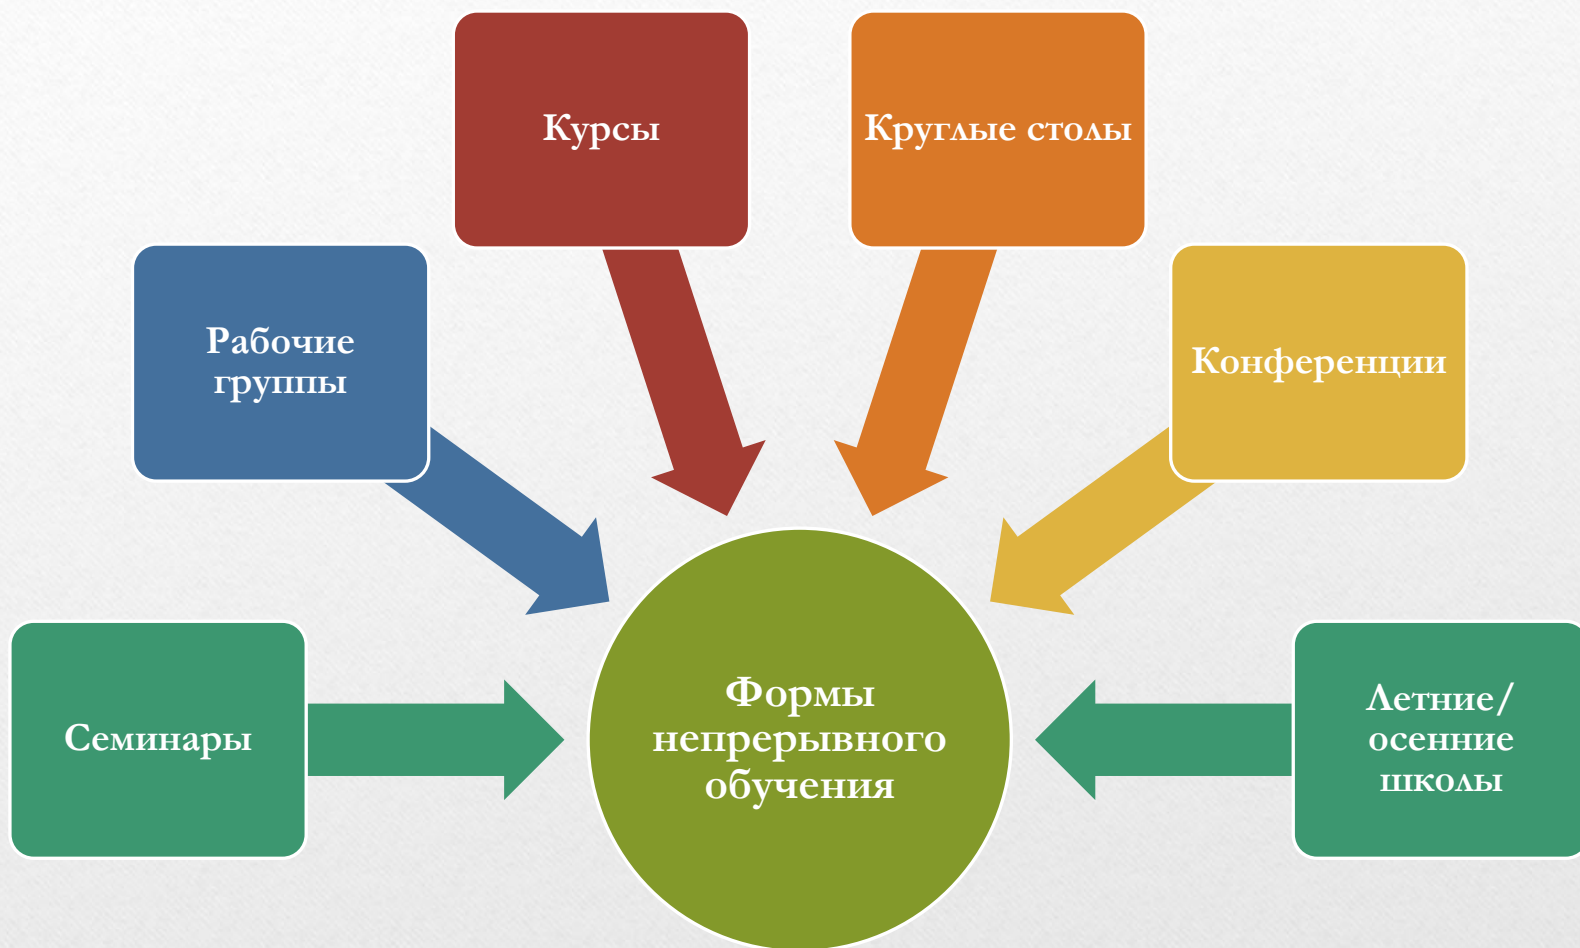 Курсы
Круглые столы
Рабочие
группы
Конференции
Семинары
Формы
непрерывного
обучения
Летние/
осенние
школы